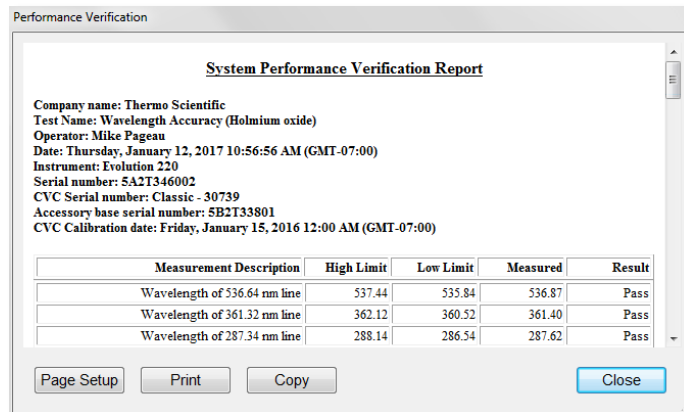 Performance Verification
System Performance Verification Report
Company name: Thermo Scientific
Test Name: Wavelength Accuracy (Holmium oxide)
Operator: Mike Pageau
Date: Thursday, January 12, 2017 10:56:56 AM (GMT-07:00)
Instrument: Evolution 220
Serial number: 5A2T346002
CVC Serial number: Classic - 30739
Accessory base serial number: 5B2T33801
CVC Calibration date: Friday, January 15, 2016 12:00 AM (GMT-07:00)
Measurement Description High Limit Low Limit Measured Result
Wavelength of 536.64 nm line 537.44 535.84 536.87 Pass
Wavelength of 361.32 nm line 362.12 360.52 361.40 Pass
Wavelength of 287.34 nm line 288.14 286.54 287.62 Pass
Page Setup Print Copy Close